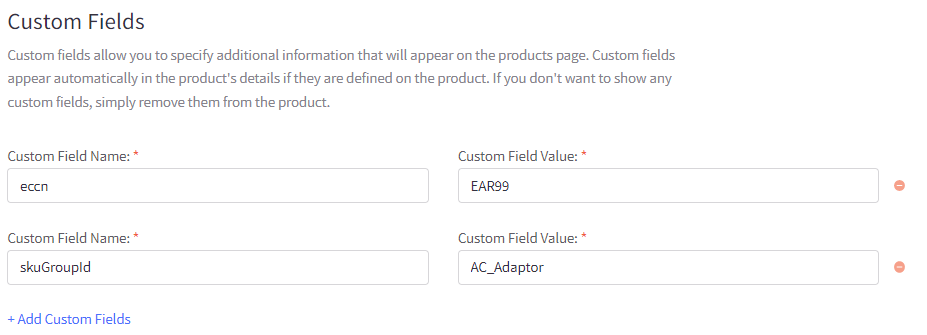 Custom Fields
Custom fields allow you to specify additional information that will appear on the products page. Custom fields
appear automatically in the product's details if they are defined on the product. If you don't want to show any
custom fields, simply remove them from the product.
Custom Field Name: * Custom Field Value: *
eccn EAR99
Custom Field Name: * Custom Field Value: *
skuGroupId AC_Adaptor
+ Add Custom Fields